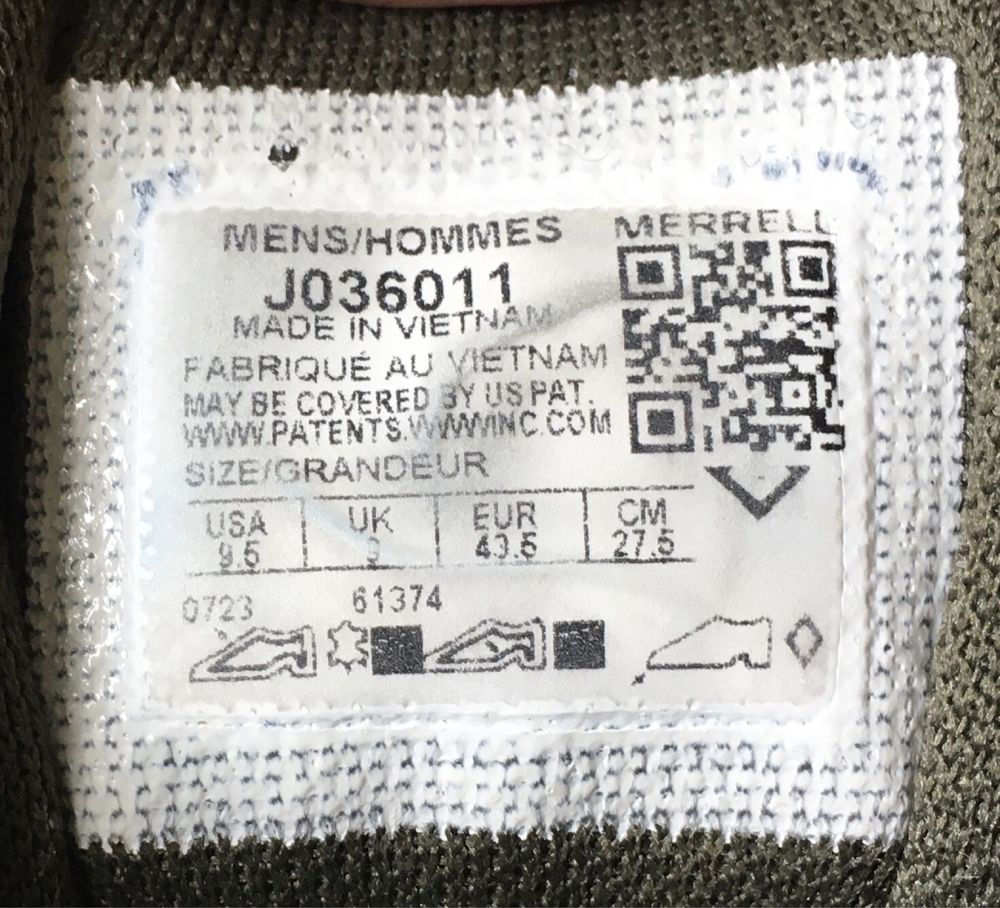 MENS/HOMMES
MERRELL
J036011
MADE IN VIETNAM
FABRIQUÉ AU VIETNAM
MAY BE COVERED BY US PAT.
WWW.PATENTS.WWWINC.COM
SIZE/GRANDEUR
USA UK EUR CM
9.5 9 43.5 27.5
0723 61374